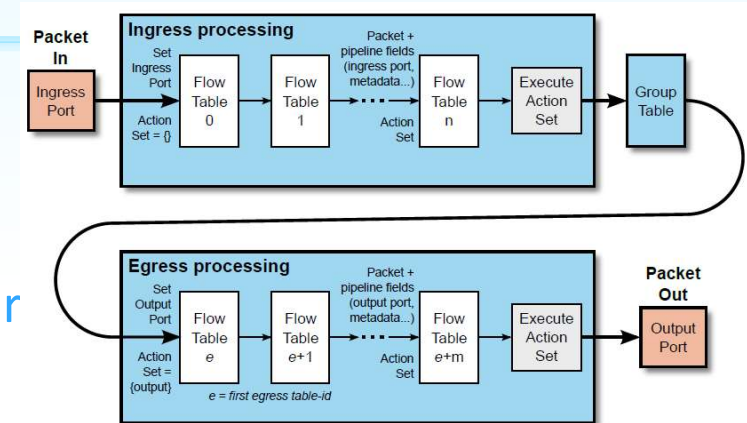 Packet
In
Ingress
Port
Ingress processing
Set
Ingress
Port
Action
Set = {}
Flow
Table
0
Flow
Table
1
Packet +
pipeline fields
(ingress port,
metadata...)
Action
Set
Flow
Table
n
Execute
Action
Set
Group
Table
Egress processing
Set
Output
Port
Action
Set =
{output}
Flow
Table
e
Flow
Table
e+1
e = first egress table-id
Packet +
pipeline fields
(output port,
metadata...)
Action
Set
Flow
Table
e+m
Execute
Action
Set
Packet
Out
Output
Port
r